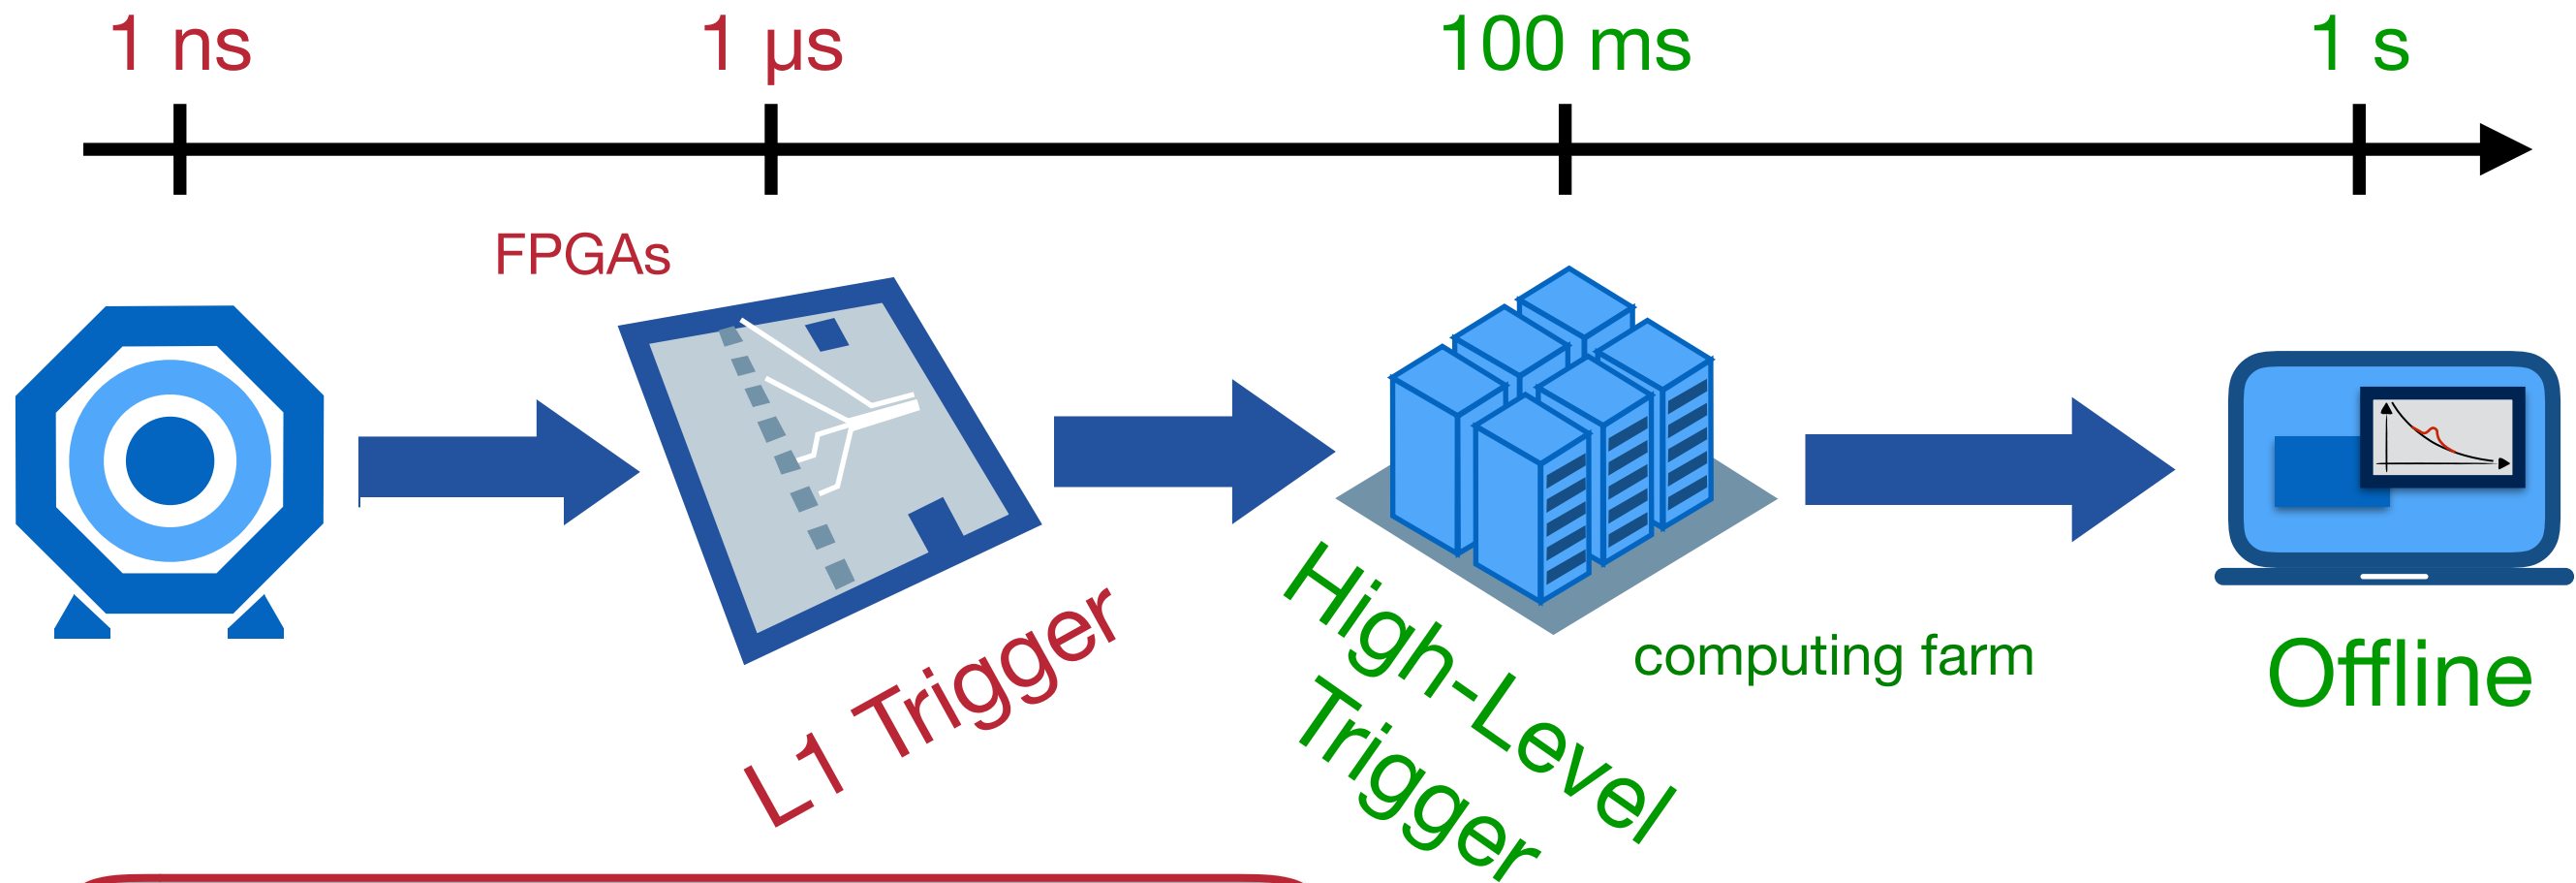 1 ns
1 µs
100 ms
1 s
FPGAs
L1 Trigger
High-Level
Trigger
computing farm
Offline